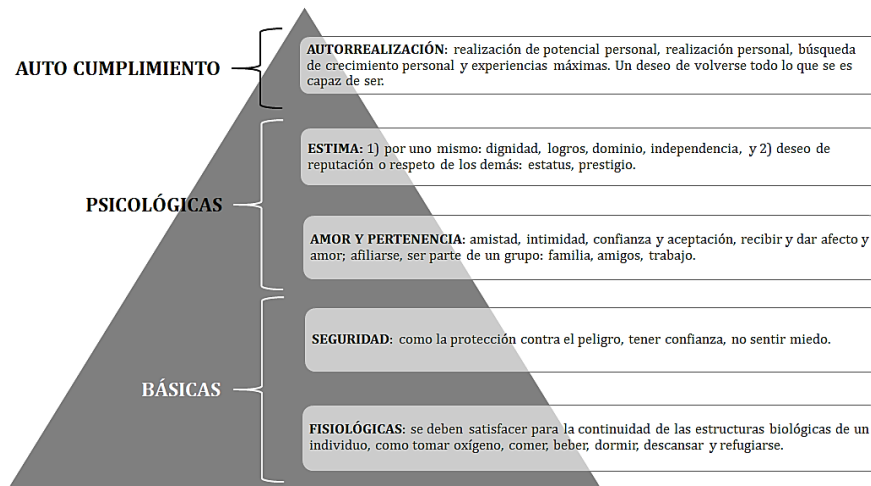 AUTO CUMPLIMIENTO
AUTORREALIZACIÓN: realización de potencial personal, realización personal, búsqueda
de crecimiento personal y experiencias máximas. Un deseo de volverse todo lo que se es
capaz de ser.
PSICOLÓGICAS
ESTIMA: 1) por uno mismo: dignidad, logros, dominio, independencia, y 2) deseo de
reputación o respeto de los demás: estatus, prestigio.
AMOR Y PERTENENCIA: amistad, intimidad, confianza y aceptación, recibir y dar afecto y
amor; afiliarse, ser parte de un grupo: familia, amigos, trabajo.
BÁSICAS
SEGURIDAD: como la protección contra el peligro, tener confianza, no sentir miedo.
FISIOLÓGICAS: se deben satisfacer para la continuidad de las estructuras biológicas de un
individuo, como tomar oxígeno, comer, beber, dormir, descansar y refugiarse.